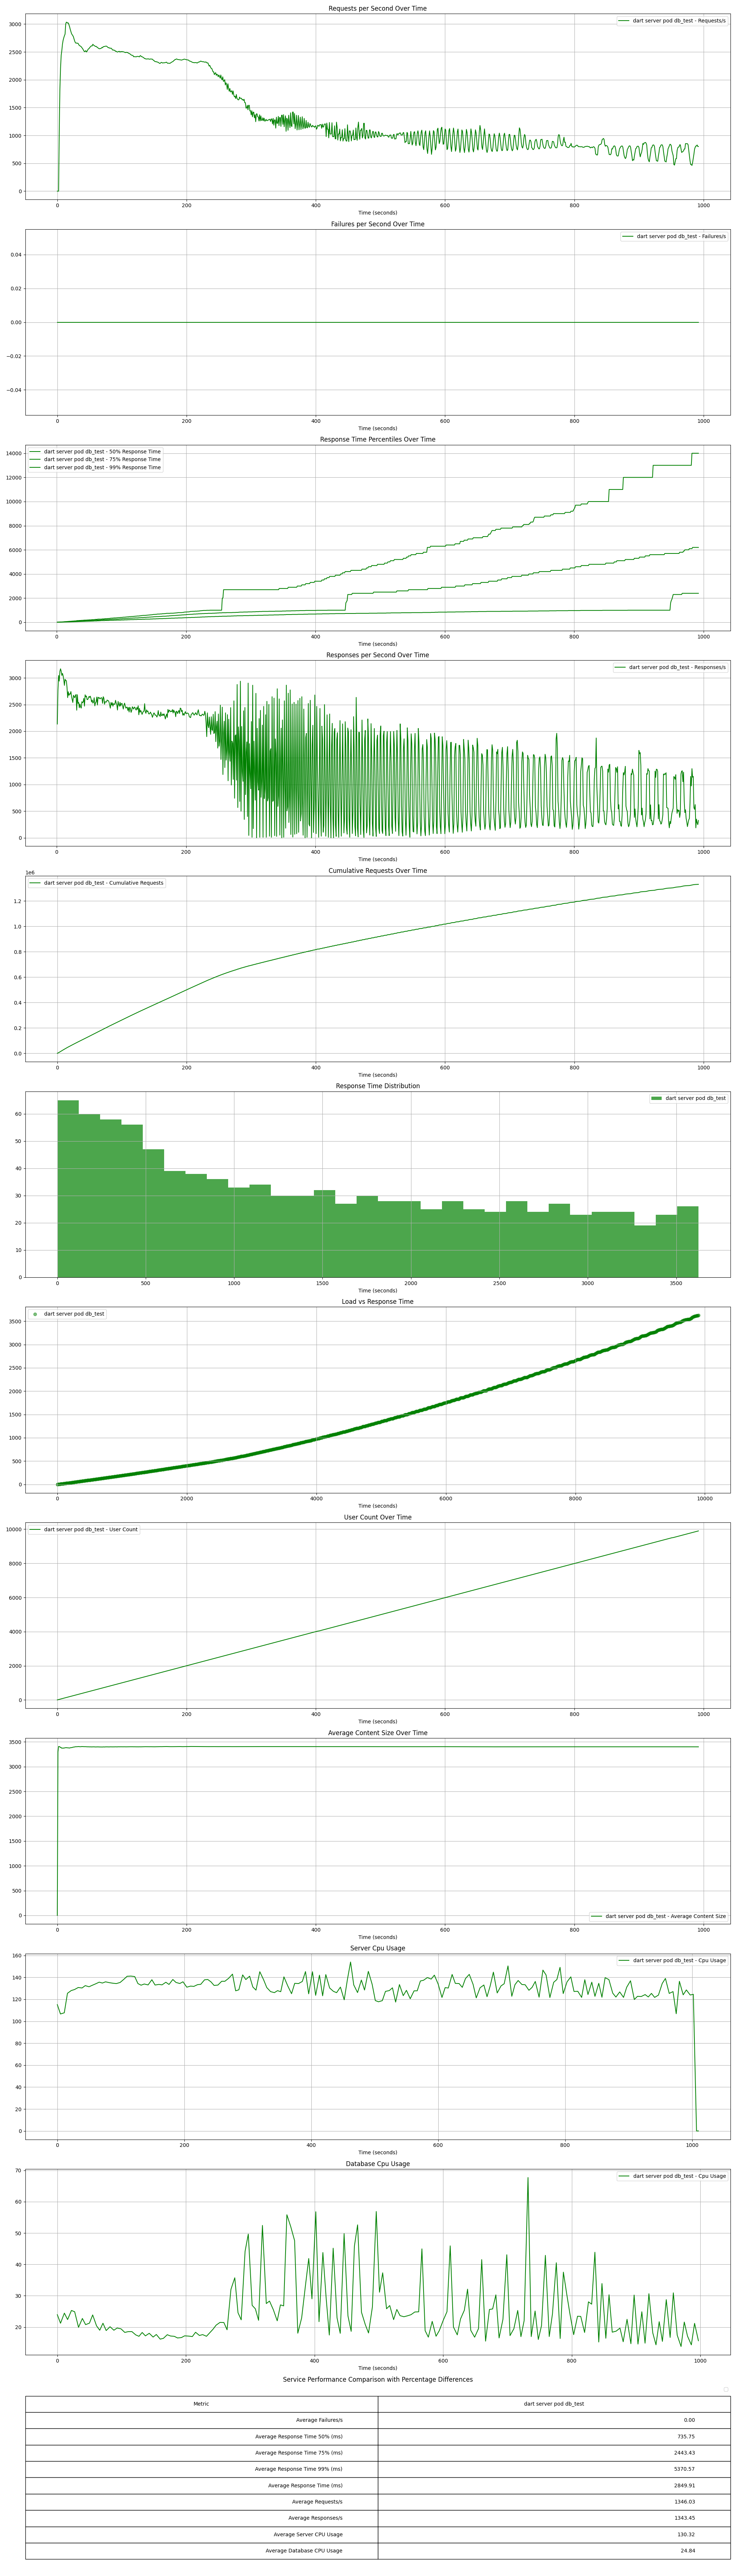 Requests per Second Over Time
dart server pod db_test - Requests/s
3000
2500
2000
1500
1000
500
0
0 200 400 600 800 1000
Time (seconds)
Failures per Second Over Time
dart server pod db_test - Failures/s
0.04
0.02
0.00
−0.02
−0.04
0 200 400 600 800 1000
Time (seconds)
Response Time Percentiles Over Time
dart server pod db_test - 50% Response Time
dart server pod db_test - 75% Response Time
dart server pod db_test - 99% Response Time
14000
12000
10000
8000
6000
4000
2000
0
0 200 400 600 800 1000
Time (seconds)
Responses per Second Over Time
dart server pod db_test - Responses/s
3000
2500
2000
1500
1000
500
0
0 200 400 600 800 1000
Time (seconds)
Cumulative Requests Over Time
1e6
dart server pod db_test - Cumulative Requests
1.2
1.0
0.8
0.6
0.4
0.2
0.0
0 200 400 600 800 1000
Time (seconds)
Response Time Distribution
dart server pod db_test
60
50
40
30
20
10
0
0 500 1000 1500 2000 2500 3000 3500
Time (seconds)
Load vs Response Time
dart server pod db_test
3500
3000
2500
2000
1500
1000
500
0
0 2000 4000 6000 8000 10000
Time (seconds)
User Count Over Time
dart server pod db_test - User Count
10000
8000
6000
4000
2000
0
0 200 400 600 800 1000
Time (seconds)
Average Content Size Over Time
3500
3000
2500
2000
1500
1000
500
0
dart server pod db_test - Average Content Size
0 200 400 600 800 1000
Time (seconds)
Server Cpu Usage
dart server pod db_test - Cpu Usage
160
140
120
100
80
60
40
20
0
0 200 400 600 800 1000
Time (seconds)
Database Cpu Usage
dart server pod db_test - Cpu Usage
70
60
50
40
30
20
0 200 400 600 800 1000
Time (seconds)
Service Performance Comparison with Percentage Differences
Metric dart server pod db_test
Average Failures/s 0.00
Average Response Time 50% (ms) 735.75
Average Response Time 75% (ms) 2443.43
Average Response Time 99% (ms) 5370.57
Average Response Time (ms) 2849.91
Average Requests/s 1346.03
Average Responses/s 1343.45
Average Server CPU Usage 130.32
Average Database CPU Usage 24.84